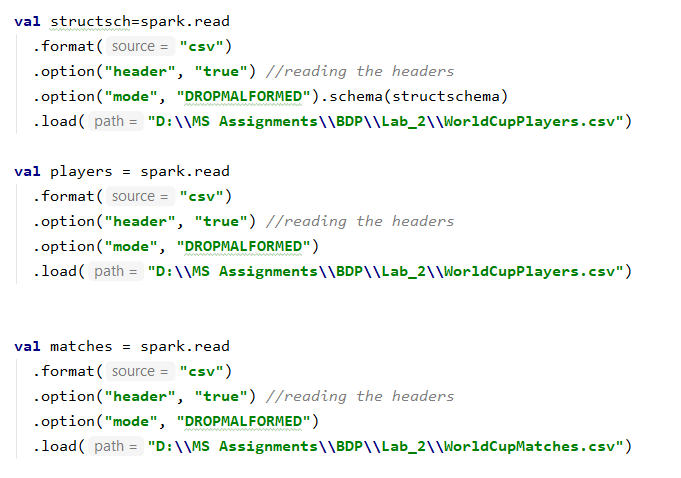 val structsch=spark.read
.format( source = "csv")
.option("header", "true") //reading the headers
.option("mode", "DROPMALFORMED").schema(structschema)
.load( path = "D:\\MS Assignments\\BDP\\Lab_2\\WorldCupPlayers.csv")
val players = spark.read
.format( source = "csv")
.option("header", "true") //reading the headers
.option("mode", "DROPMALFORMED")
.load( path = "D:\\MS Assignments\\BDP\\Lab_2\\WorldCupPlayers.csv")
val matches = spark.read
.format( source = "csv")
.option("header", "true") //reading the headers
.option("mode", "DROPMALFORMED")
.load( path = "D:\\MS Assignments\\BDP\\Lab_2\\WorldCupMatches.csv")